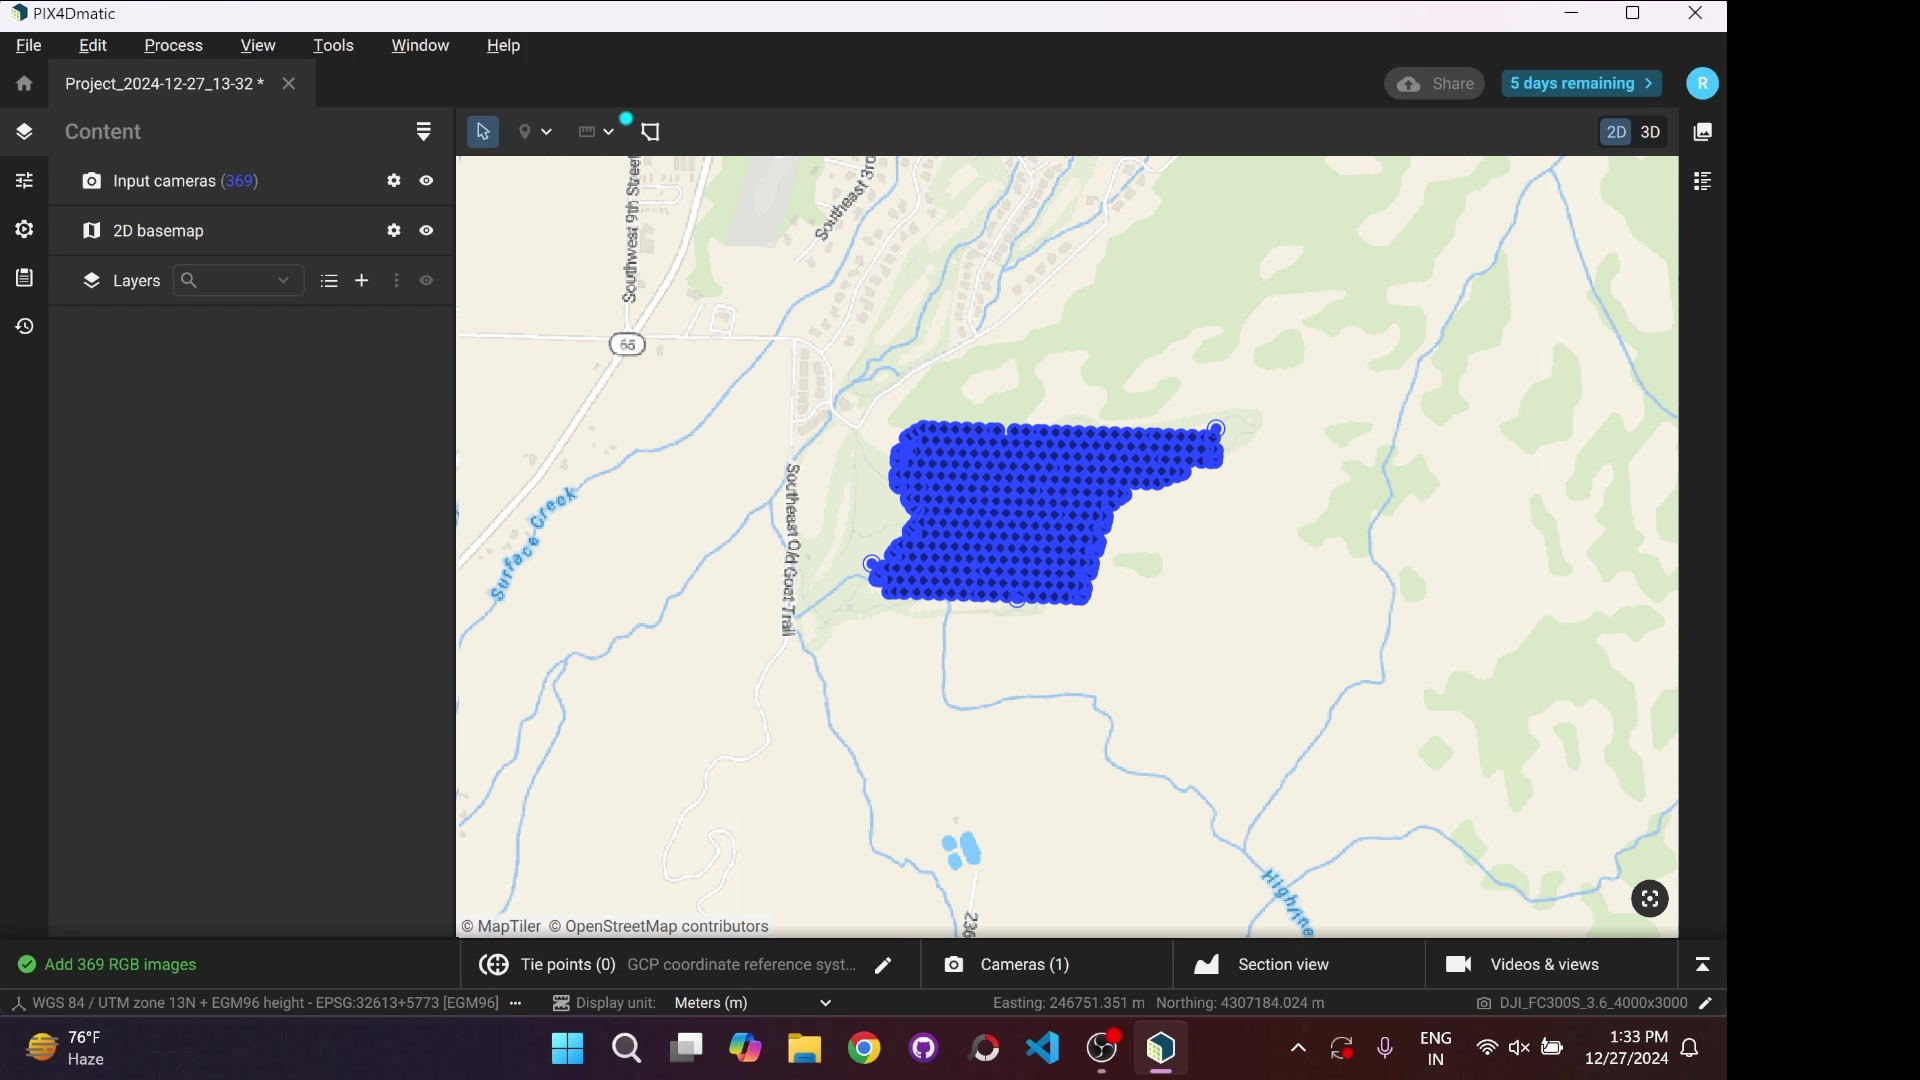 PIX4Dmatic
File Edit Process View Tools Window Help
Project_2024-12-27_13-32 *
Share
5 days remaining
R
Content
2D 3D
Input cameras (369)
2D basemap
Layers
Southwest 9th Street
Southeast 3rd
65
Surface Creek
Southeast Old Goat Trail
Highline
236
© MapTiler © OpenStreetMap contributors
Add 369 RGB images
Tie points (0) GCP coordinate reference syst...
Cameras (1)
Section view
Videos & views
WGS 84 / UTM zone 13N + EGM96 height - EPSG:32613+5773 [EGM96]
Display unit: Meters (m)
Easting: 246751.351 m Northing: 4307184.024 m
DJI_FC300S_3.6_4000x3000
76°F
Haze
ENG
IN
1:33 PM
12/27/2024